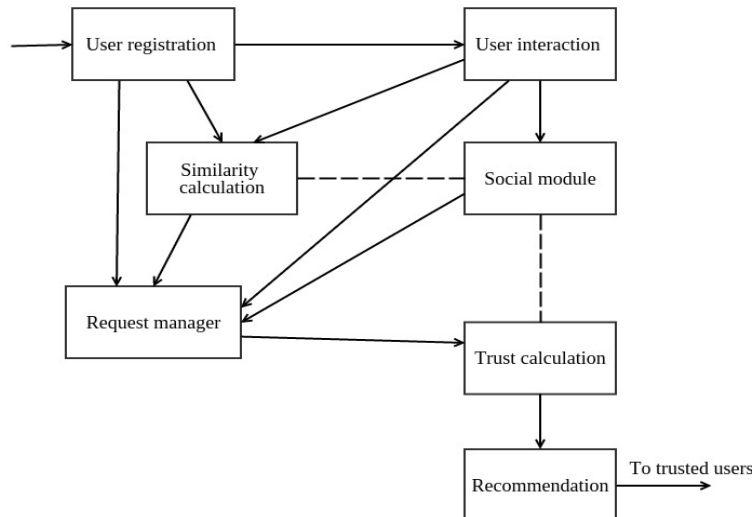 User registration
User interaction
Similarity
calculation
Social module
Request manager
Trust calculation
Recommendation
To trusted users